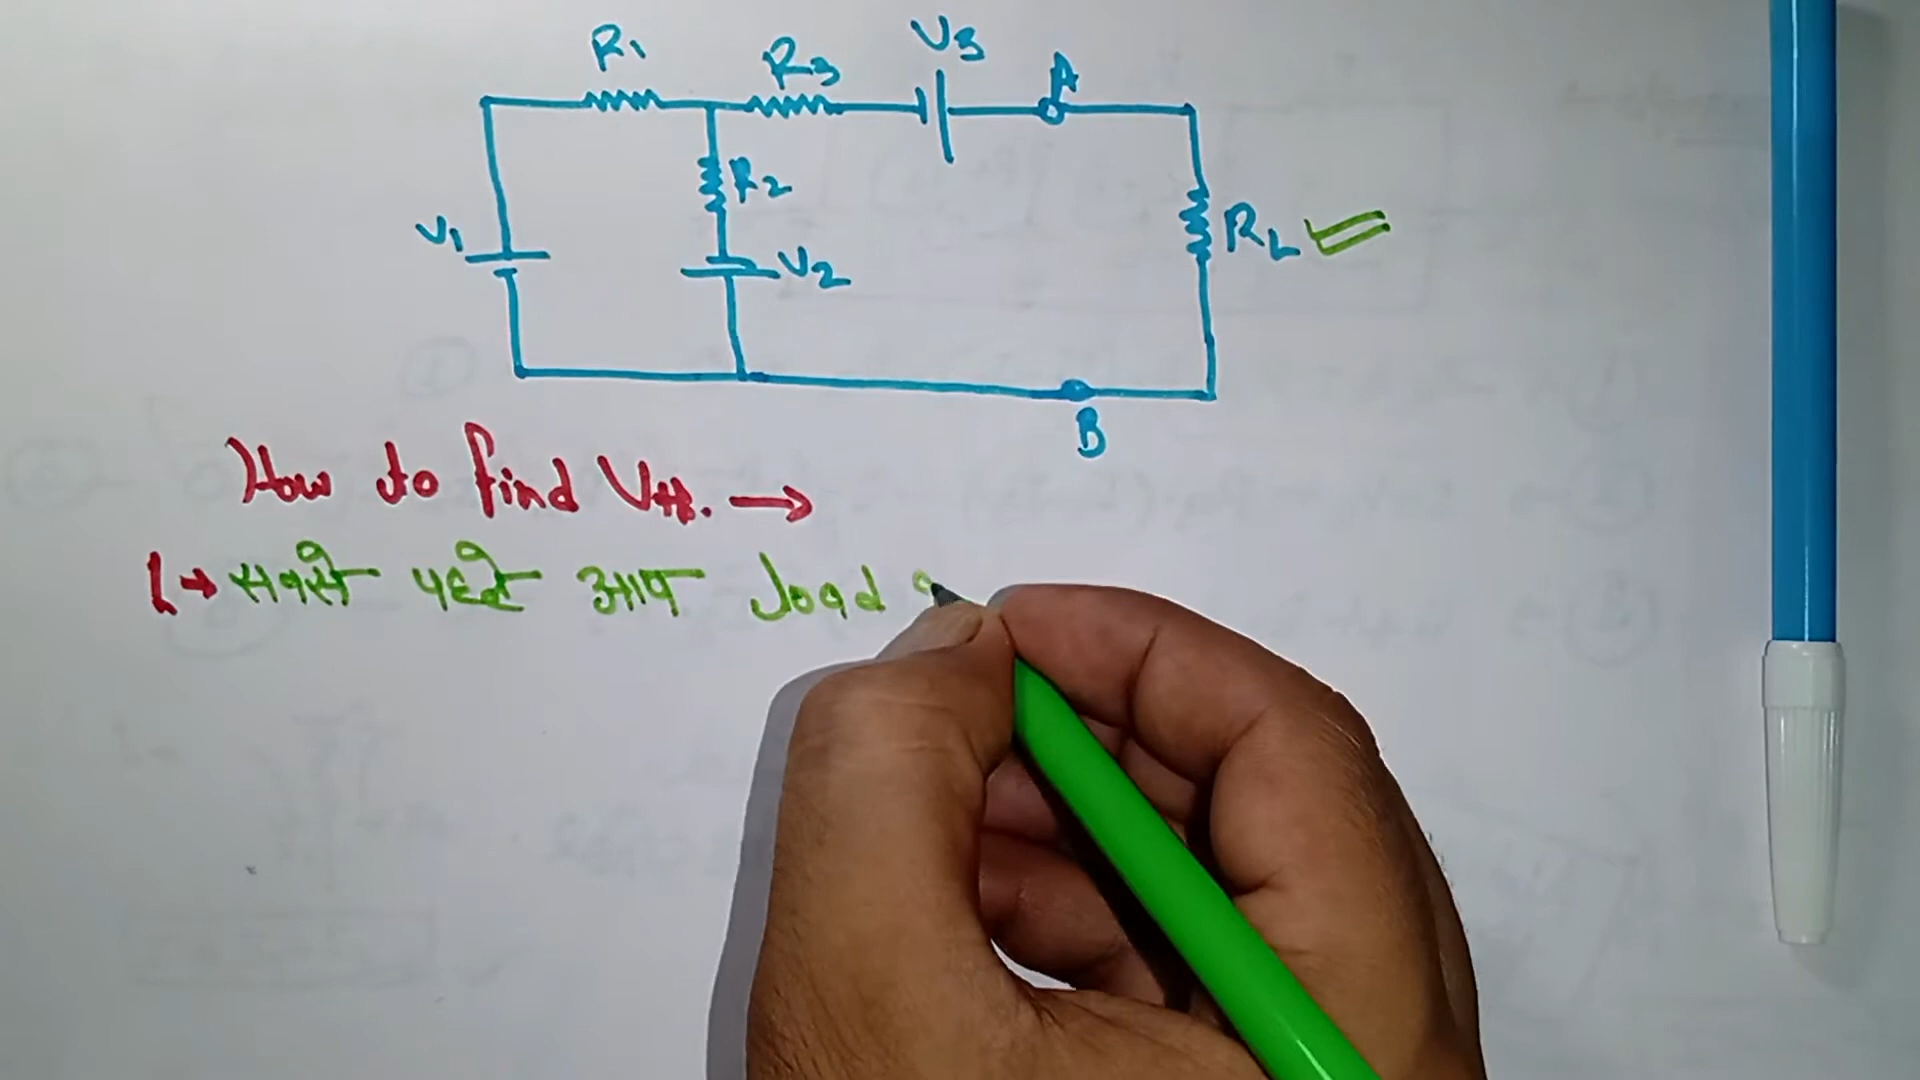 R1
R3
V3
A
R2
V1
V2
RL
B
How to find Vth. →
1→ सबसे पहले आप Load